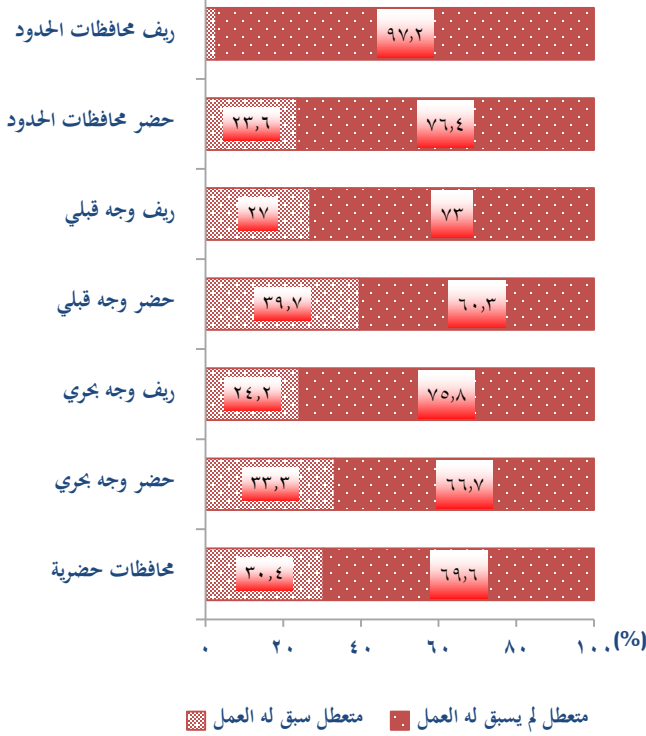 ريف محافظات الحدود
٩٧,٢
حضر محافظات الحدود
٢٣,٦
٧٦,٤
ريف وجه قبلي
٢٧
٧٣
حضر وجه قبلي
٣٩,٧
٦٠,٣
ريف وجه بحري
٢٤,٢
٧٥,٨
حضر وجه بحري
٣٣,٣
٦٦,٧
محافظات حضرية
٣٠,٤
٦٩,٦
٠ ٢٠ ٤٠ ٦٠ ٨٠ ١٠٠ (%)
متعطل لم يسبق له العمل متعطل سبق له العمل